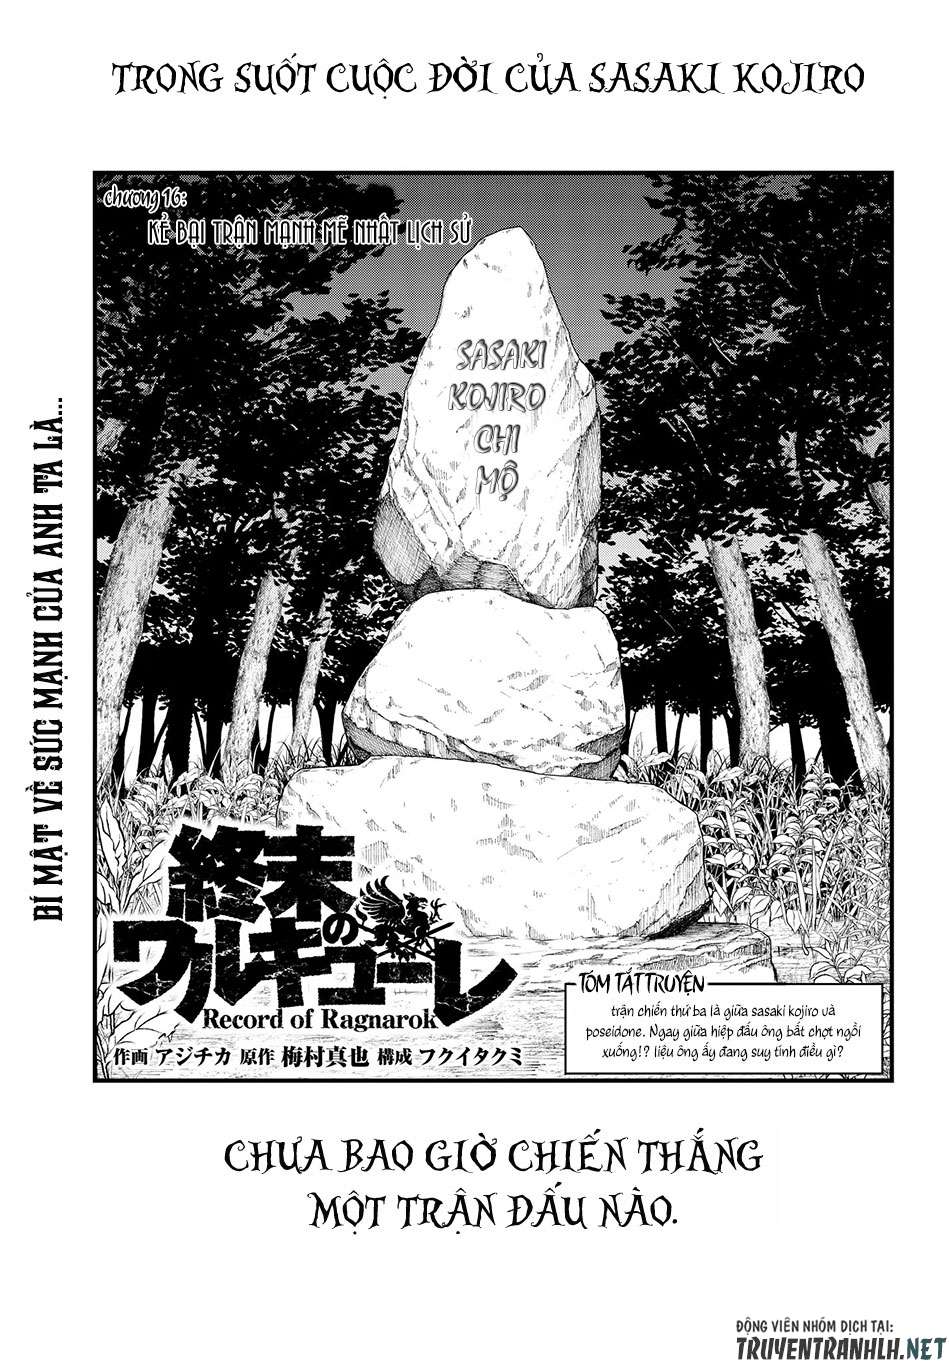 TRONG SUỐT CUỘC ĐỜI CỦA SASAKI KOJIRO
chương 16:
KẺ BẠI TRẬN MẠNH MẼ NHẤT LỊCH SỬ
SASAKI
KOJIRO
CHI
MỘ
BÍ MẬT VỀ SÚC MẠNH CỦA ANH TA LÀ...
終末の
ワルキューレ
Record of Ragnarok
作画 アジチカ 原作 梅村真也 構成 フクイタクミ
TÓM TẮT TRUYỆN
trận chiến thứ ba là giữa sasaki kojiro và
poseidone. Ngay giữa hiệp đấu ông bất chợt ngồi
xuống!? liệu ông ấy đang suy tính điều gì?
CHƯA BAO GIỜ CHIẾN THẮNG
MỘT TRẬN ĐẤU NÀO.
ĐỘNG VIÊN NHÓM DỊCH TẠI:
TRUYENTRANHLH.NET